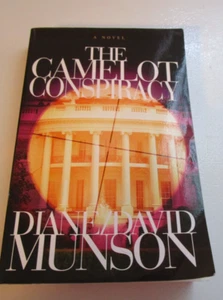 A NOVEL
THE
CAMELOT
CONSPIRACY
DIANE/DAVID
MUNSON